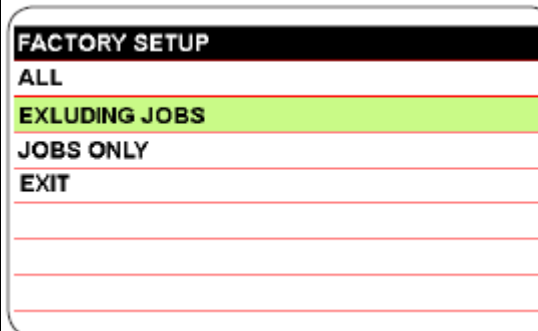 FACTORY SETUP
ALL
EXLUDING JOBS
JOBS ONLY
EXIT